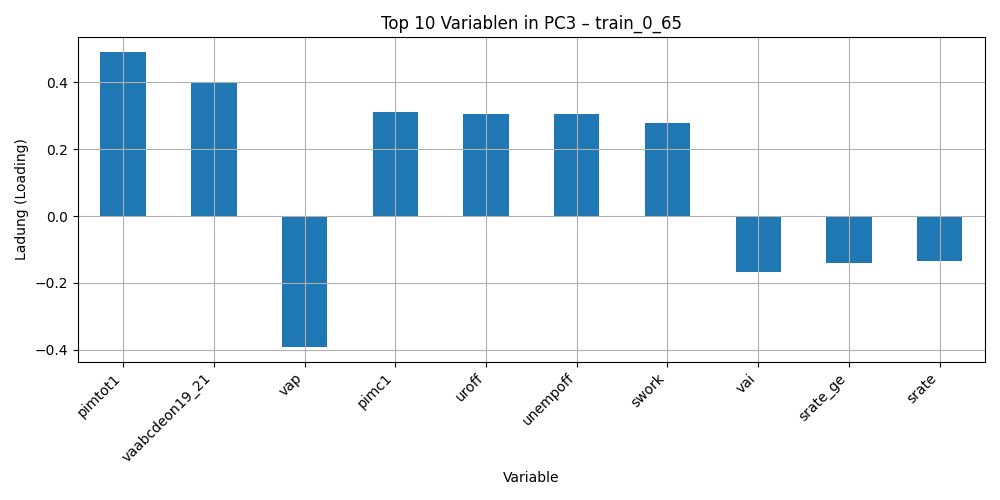 Top 10 Variablen in PC3 – train_0_65
Ladung (Loading)
0.4
0.2
0.0
−0.2
−0.4
pimtot1
vaabcdeon19_21
vap
pimc1
uroff
unempoff
swork
vai
srate_ge
srate
Variable